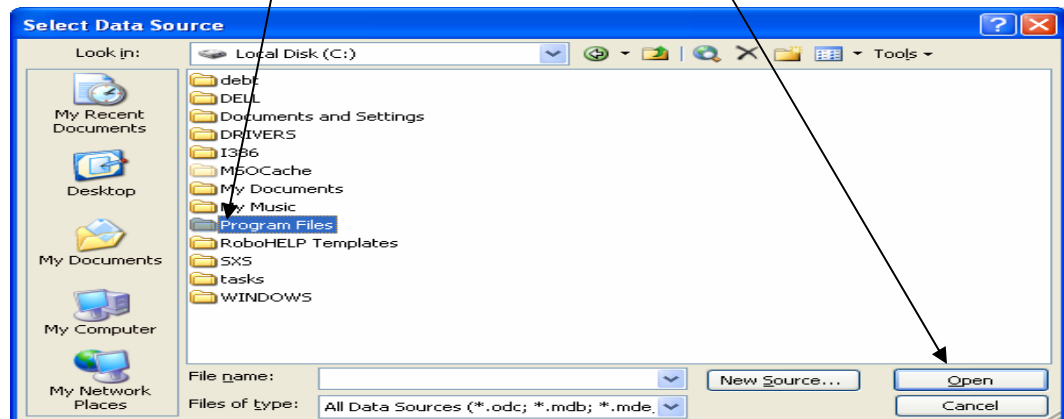 Select Data Source
Look in:
Local Disk (C:)
Tools
My Recent
Documents
Desktop
My Documents
My Computer
My Network
Places
debt
DELL
Documents and Settings
DRIVERS
I386
MSOCache
My Documents
My Music
Program Files
RoboHELP Templates
SXS
tasks
WINDOWS
File name:
New Source...
Open
Files of type:
All Data Sources (*.odc; *.mdb; *.mde;
Cancel